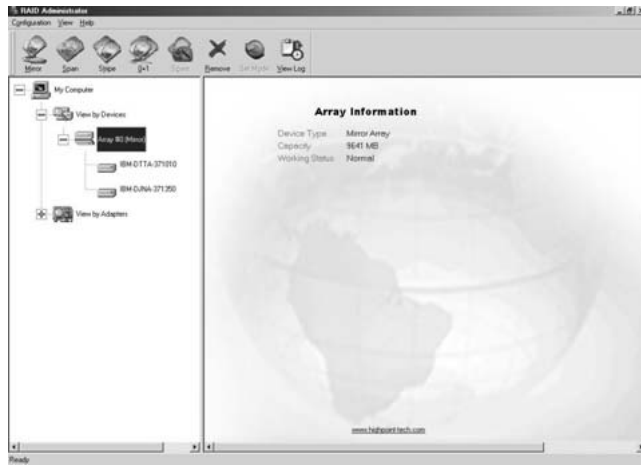 RAID Administrator
Configuration View Help
Mirror Span Stripe 0+1 Spare Remove View Log
My Computer
View by Devices
Array #0 (Mirror)
IBM-DTTA-371010
IBM-DJNA-371350
View by Adapters
Array Information
Device Type Mirror Array
Capacity 9641 MB
Working Status Normal
www.highpoint-tech.com
Ready